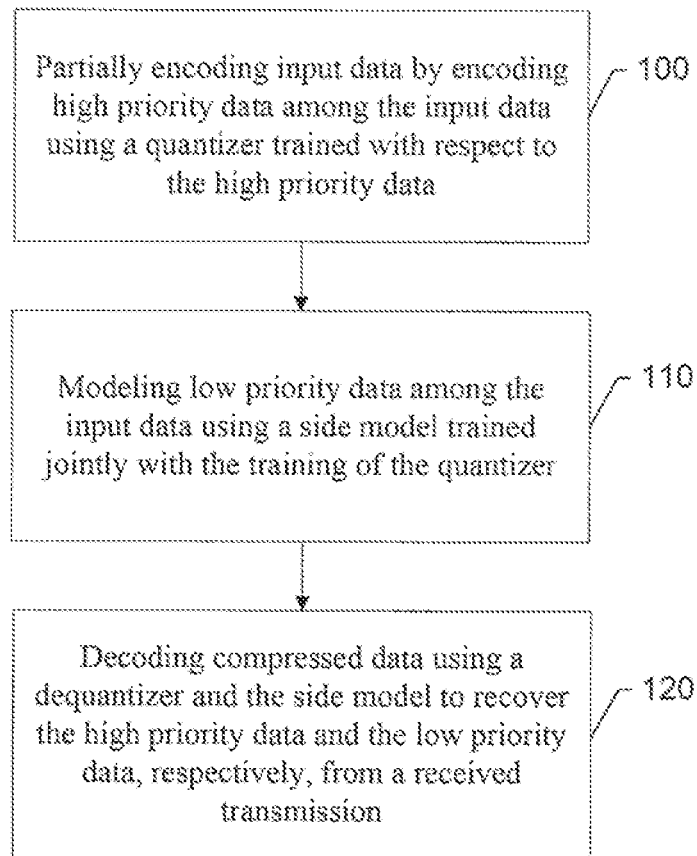 Partially encoding input data by encoding
high priority data among the input data
using a quantizer trained with respect to
the high priority data
100
Modeling low priority data among the
input data using a side model trained
jointly with the training of the quantizer
110
Decoding compressed data using a
dequantizer and the side model to recover
the high priority data and the low priority
data, respectively, from a received
transmission
120